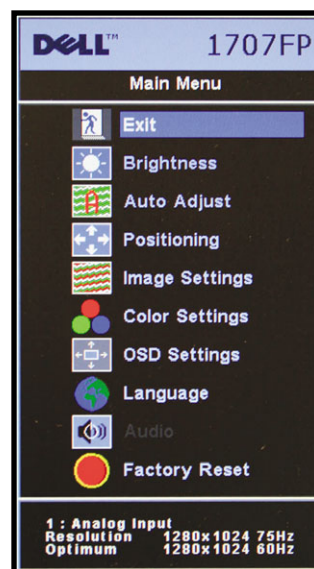 DELL™ 1707FP
Main Menu
Exit
Brightness
Auto Adjust
Positioning
Image Settings
Color Settings
OSD Settings
Language
Audio
Factory Reset
1 : Analog Input
Resolution 1280x1024 75Hz
Optimum 1280x1024 60Hz